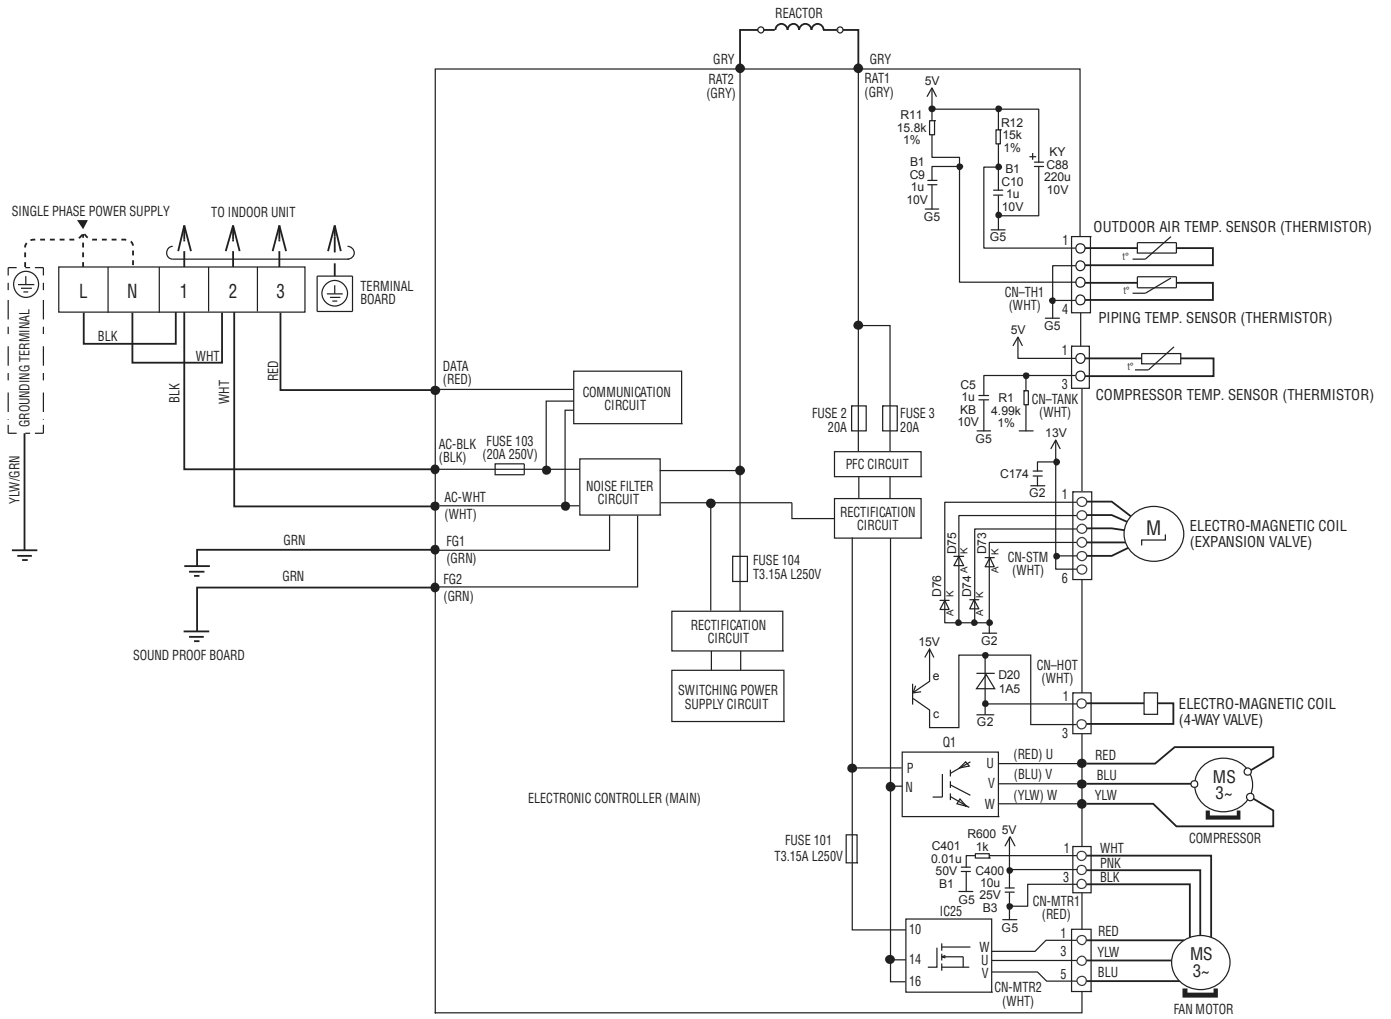 REACTOR
GRY
GRY
RAT2
(GRY)
RAT1
(GRY)
5V
R11
15.8k
1%
R12
15k
1%
KY
C88
220u
10V
+
B1
C9
1u
10V
G5
B1
C10
1u
10V
G5
SINGLE PHASE POWER SUPPLY
TO INDOOR UNIT
L
N
1
2
3
TERMINAL
BOARD
GROUNDING TERMINAL
YLW/GRN
BLK
WHT
BLK
WHT
RED
OUTDOOR AIR TEMP. SENSOR (THERMISTOR)
1
t°
t°
CN–TH1
(WHT)
4
G5
PIPING TEMP. SENSOR (THERMISTOR)
5V
1
t°
3
CN–TANK
(WHT)
COMPRESSOR TEMP. SENSOR (THERMISTOR)
C5
1u
KB
10V
G5
R1
4.99k
1%
DATA
(RED)
COMMUNICATION
CIRCUIT
FUSE 2
20A
FUSE 3
20A
AC-BLK
(BLK)
FUSE 103
(20A 250V)
NOISE FILTER
CIRCUIT
PFC CIRCUIT
RECTIFICATION
CIRCUIT
AC-WHT
(WHT)
13V
C174
G2
1
M
ELECTRO-MAGNETIC COIL
(EXPANSION VALVE)
CN-STM
(WHT)
6
D76
A
K
D75
A
K
D74
A
K
D73
A
K
G2
GRN
FG1
(GRN)
GRN
FG2
(GRN)
SOUND PROOF BOARD
FUSE 104
T3.15A L250V
RECTIFICATION
CIRCUIT
SWITCHING POWER
SUPPLY CIRCUIT
15V
e
c
D20
1A5
G2
CN–HOT
(WHT)
1
3
ELECTRO-MAGNETIC COIL
(4-WAY VALVE)
Q1
P
N
U
V
W
(RED) U
(BLU) V
(YLW) W
RED
BLU
YLW
MS
3~
COMPRESSOR
ELECTRONIC CONTROLLER (MAIN)
FUSE 101
T3.15A L250V
C401
0.01u
50V
B1
G5
R600
1k
5V
C400
10u
25V
B3
G5
1
3
WHT
PNK
BLK
CN-MTR1
(RED)
IC25
10
14
16
W
U
V
1
3
5
CN-MTR2
(WHT)
RED
YLW
BLU
MS
3~
FAN MOTOR